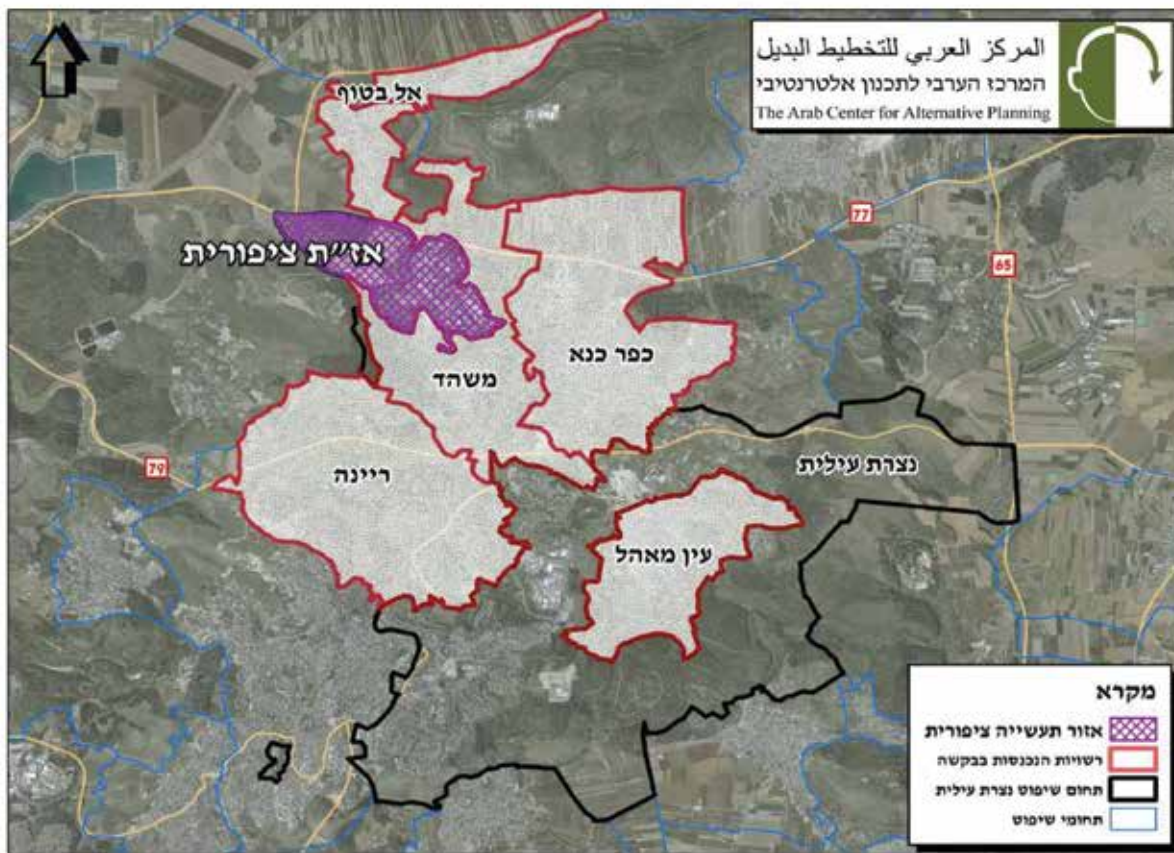 المركز العربي للتخطيط البديل
המרכז הערבי לתכנון אלטרנטיבי
The Arab Center for Alternative Planning
אל בטוף
אז״ת ציפורית
77
65
כפר כנא
משהד
79
ריינה
נצרת עילית
עין מאהל
מקרא
אזור תעשייה ציפורית
רשויות הנכנסות בבקשה
תחום שיפוט נצרת עילית
תחומי שיפוט